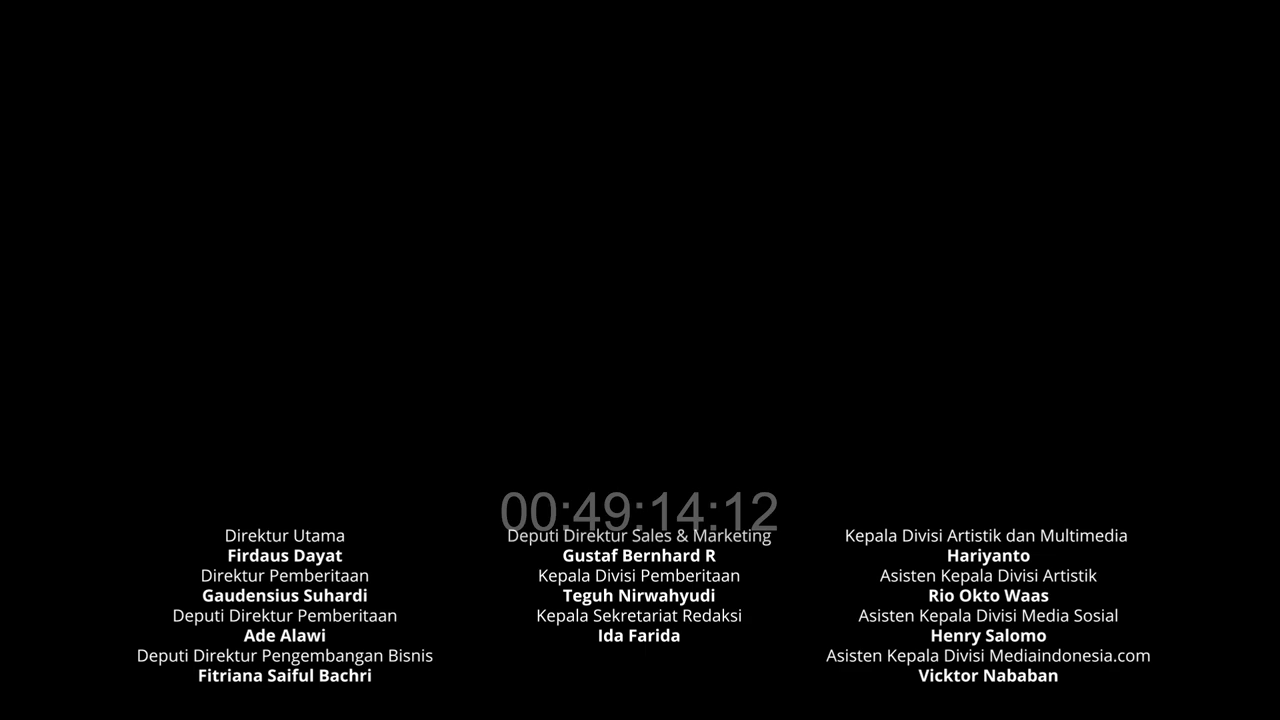 00:49:14:12
Direktur Utama
Firdaus Dayat
Direktur Pemberitaan
Gaudensius Suhardi
Deputi Direktur Pemberitaan
Ade Alawi
Deputi Direktur Pengembangan Bisnis
Fitriana Saiful Bachri
Deputi Direktur Sales & Marketing
Gustaf Bernhard R
Kepala Divisi Pemberitaan
Teguh Nirwahyudi
Kepala Sekretariat Redaksi
Ida Farida
Kepala Divisi Artistik dan Multimedia
Hariyanto
Asisten Kepala Divisi Artistik
Rio Okto Waas
Asisten Kepala Divisi Media Sosial
Henry Salomo
Asisten Kepala Divisi Mediaindonesia.com
Vicktor Nababan